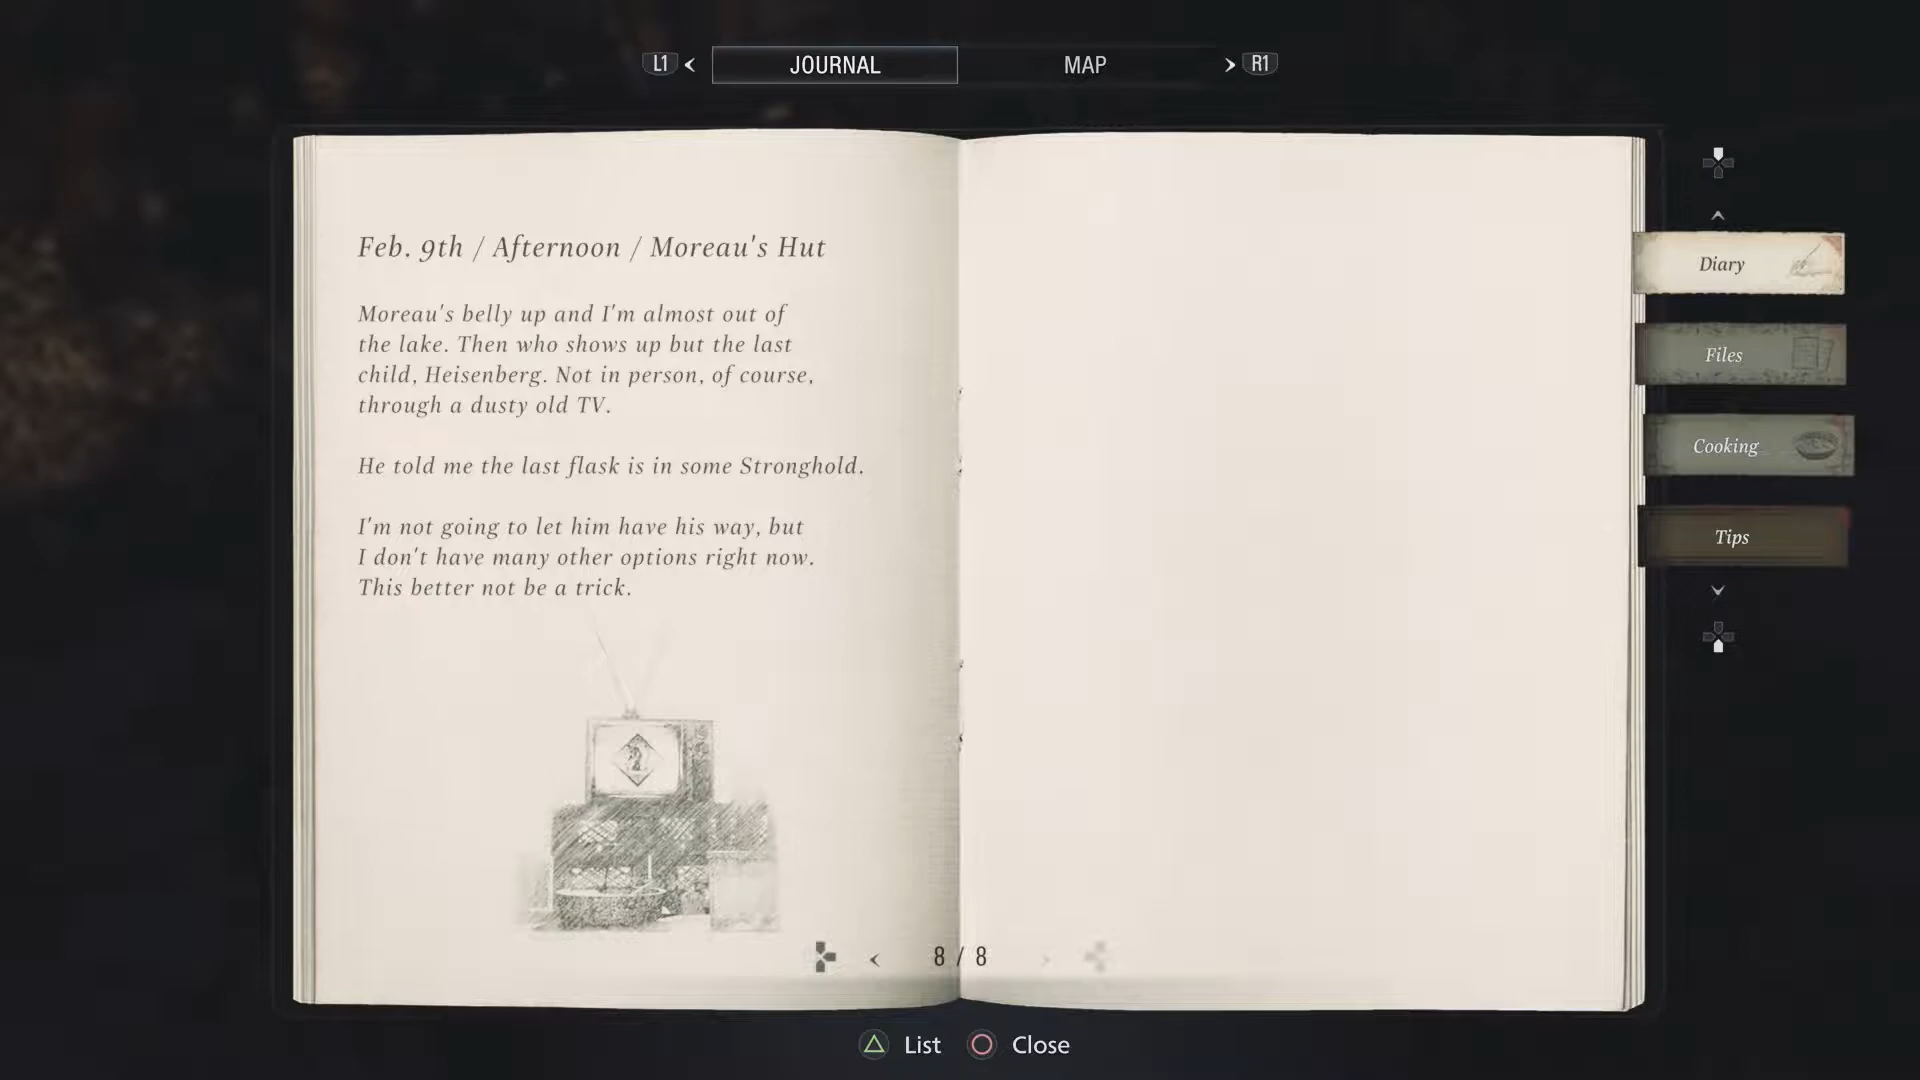 L1 JOURNAL MAP R1
Feb. 9th / Afternoon / Moreau's Hut
Moreau's belly up and I'm almost out of
the lake. Then who shows up but the last
child, Heisenberg. Not in person, of course,
through a dusty old TV.
He told me the last flask is in some Stronghold.
I'm not going to let him have his way, but
I don't have many other options right now.
This better not be a trick.
8 / 8
Diary
Files
Cooking
Tips
List Close